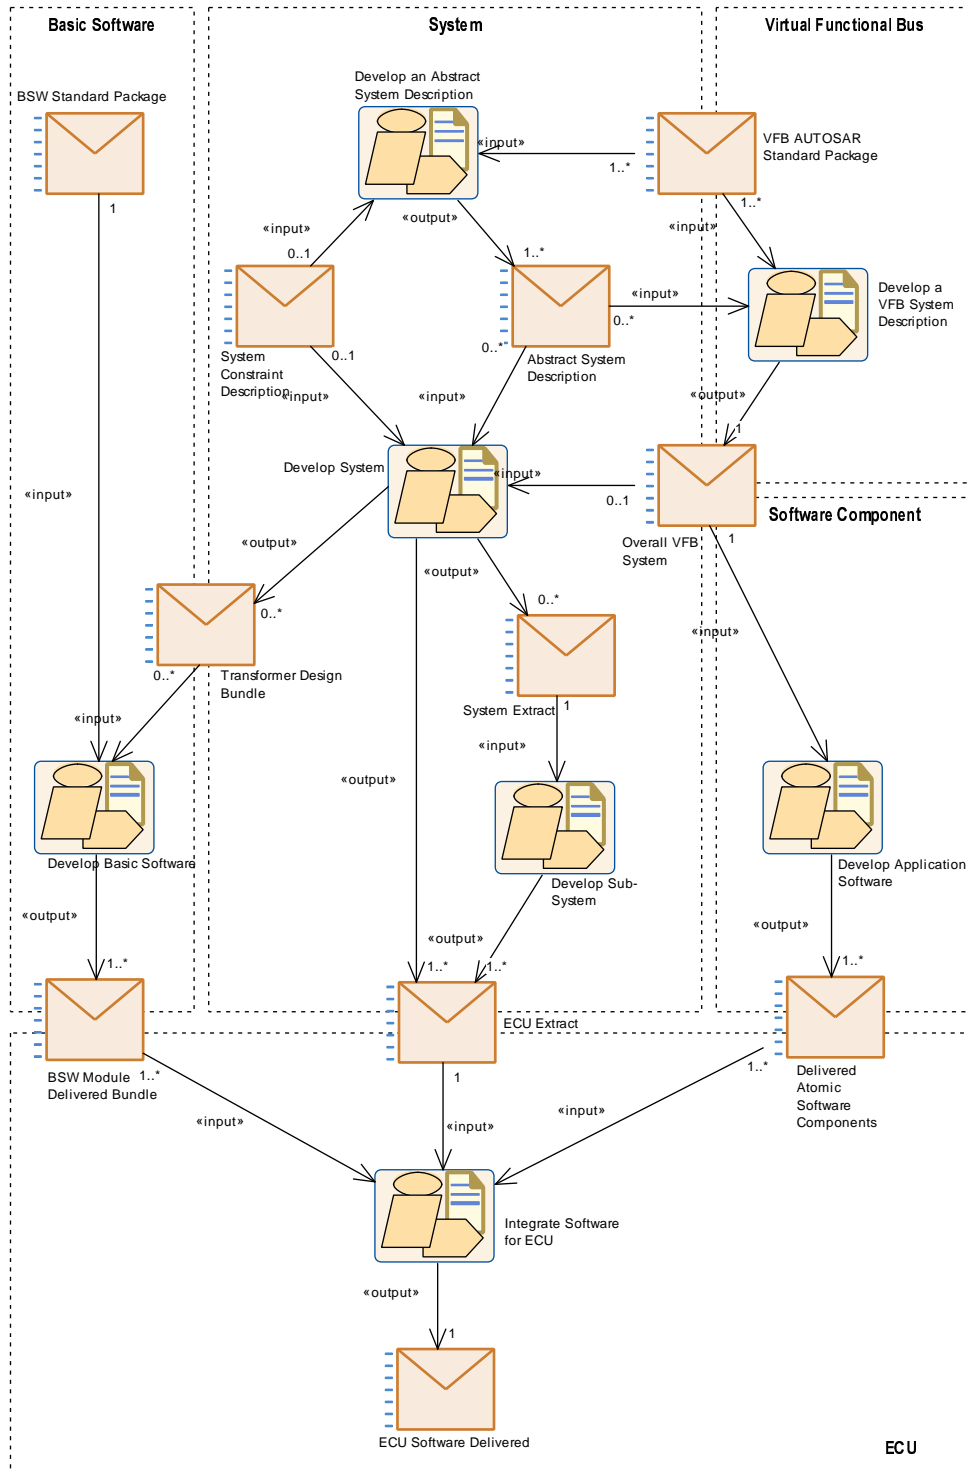 Basic Software
System
Virtual Functional Bus
BSW Standard Package
1
Develop an Abstract
System Description
«input»
1..*
VFB AUTOSAR
Standard Package
1..*
«input»
«output»
«input»
0..1
1..*
System
Constraint
Description
0..1
«input»
Abstract System
Description
0..*
«input»
0..*
«input»
Develop a
VFB System
Description
«output»
1
Develop System
«input»
0..1
Overall VFB
System
1
Software Component
«input»
«output»
«output»
0..*
0..*
Transformer Design
Bundle
0..*
«input»
System Extract
1
«input»
«input»
«output»
Develop Basic Software
Develop Sub-
System
Develop Application
Software
«output»
1..*
«output»
1..*
1..*
«output»
1..*
BSW Module
Delivered Bundle
1..*
ECU Extract
1
Delivered
Atomic
Software
Components
1..*
«input»
«input»
«input»
Integrate Software
for ECU
«output»
1
ECU Software Delivered
ECU